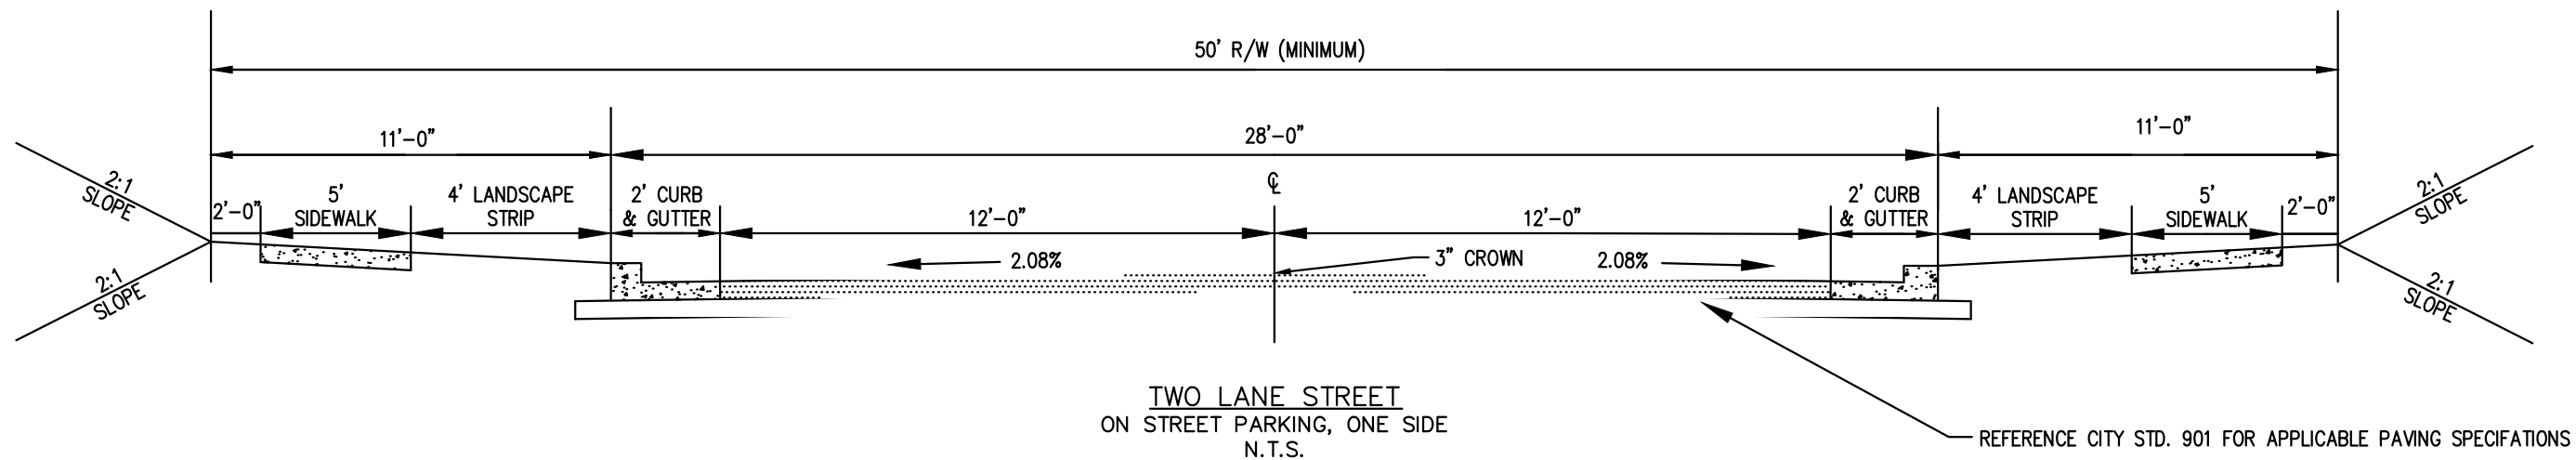 50' R/W (MINIMUM)
11'-0"
28'-0"
11'-0"
℄
2:1
SLOPE
2'-0"
5'
SIDEWALK
4' LANDSCAPE
STRIP
2' CURB
& GUTTER
12'-0"
12'-0"
2' CURB
& GUTTER
4' LANDSCAPE
STRIP
5'
SIDEWALK
2'-0"
2:1
SLOPE
2:1
SLOPE
2.08%
3" CROWN
2.08%
2:1
SLOPE
TWO LANE STREET
ON STREET PARKING, ONE SIDE
N.T.S.
REFERENCE CITY STD. 901 FOR APPLICABLE PAVING SPECIFATIONS